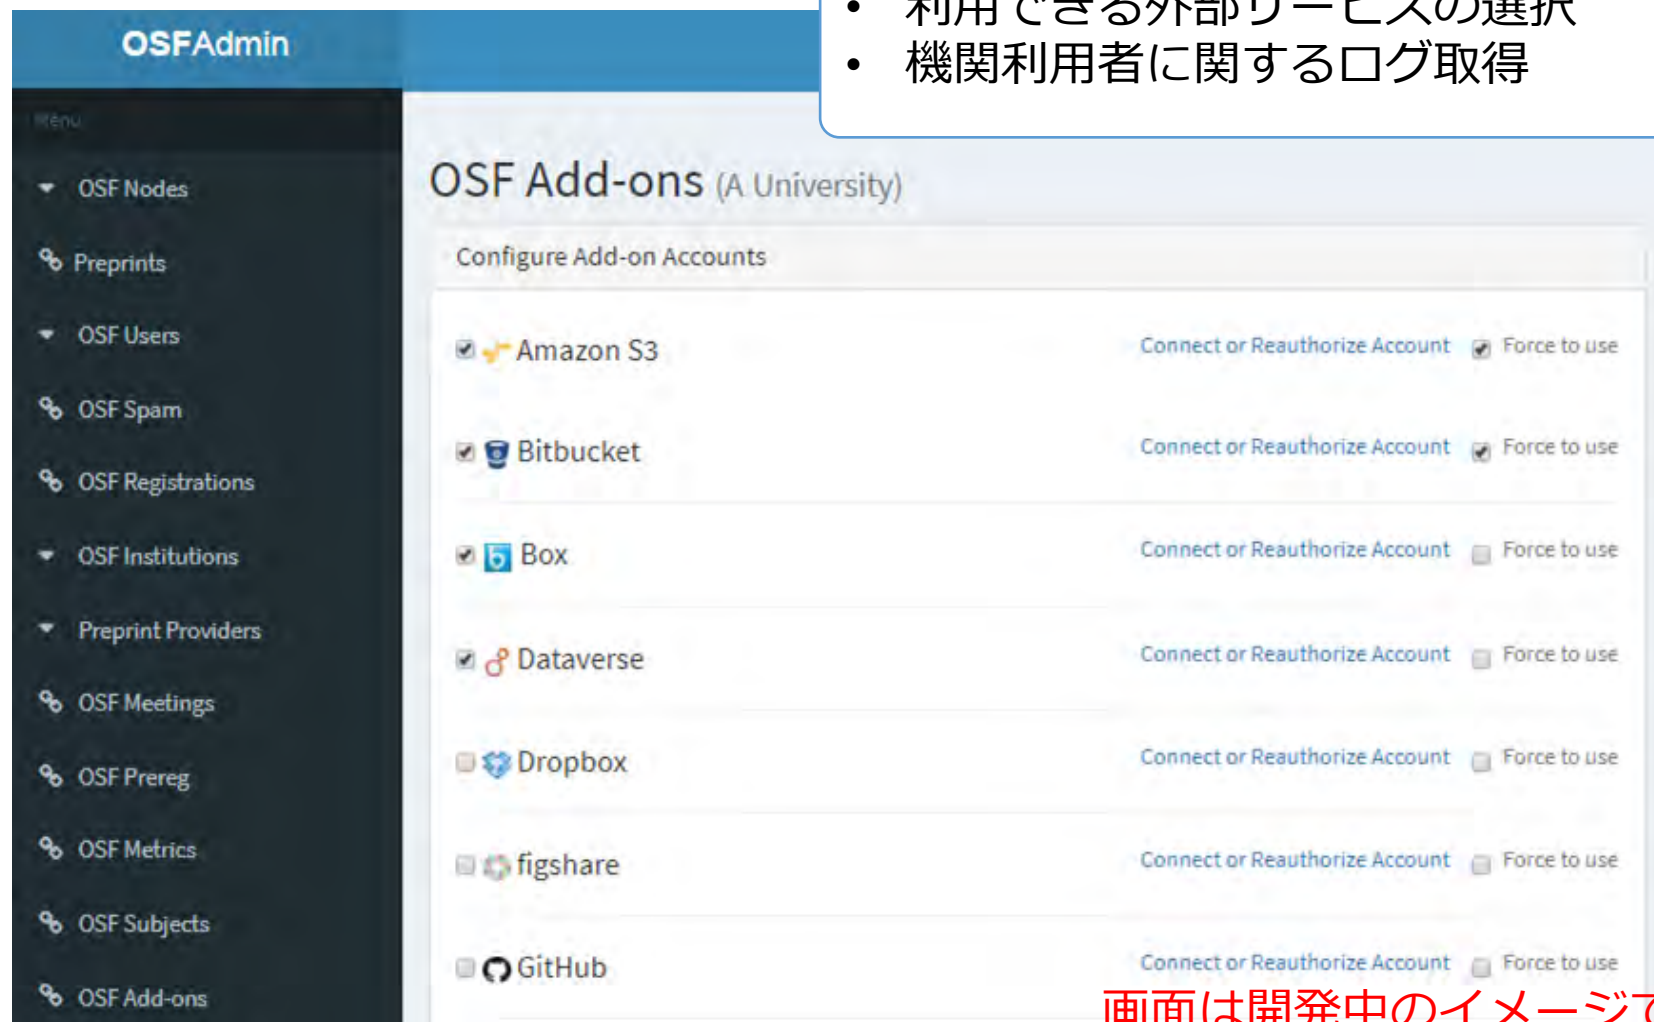 • 利用できる外部サービスの選択
• 機関利用者に関するログ取得
OSFAdmin
Menu
OSF Nodes
Preprints
OSF Users
OSF Spam
OSF Registrations
OSF Institutions
Preprint Providers
OSF Meetings
OSF Prereg
OSF Metrics
OSF Subjects
OSF Add-ons
OSF Add-ons (A University)
Configure Add-on Accounts
Amazon S3 Connect or Reauthorize Account Force to use
Bitbucket Connect or Reauthorize Account Force to use
Box Connect or Reauthorize Account Force to use
Dataverse Connect or Reauthorize Account Force to use
Dropbox Connect or Reauthorize Account Force to use
figshare Connect or Reauthorize Account Force to use
GitHub Connect or Reauthorize Account Force to use
画面は開発中のイメージで